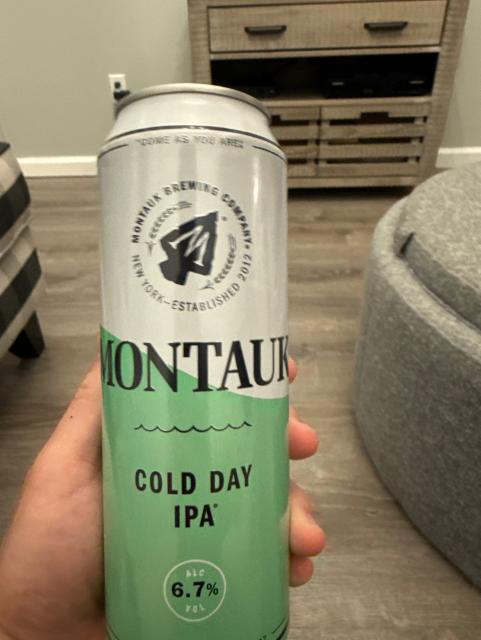 "COME AS YOU ARE"
MONTAUK BREWING COMPANY®
NEW YORK—ESTABLISHED 2012
M
MONTAUK
COLD DAY
IPA
ALC
6.7%
VOL